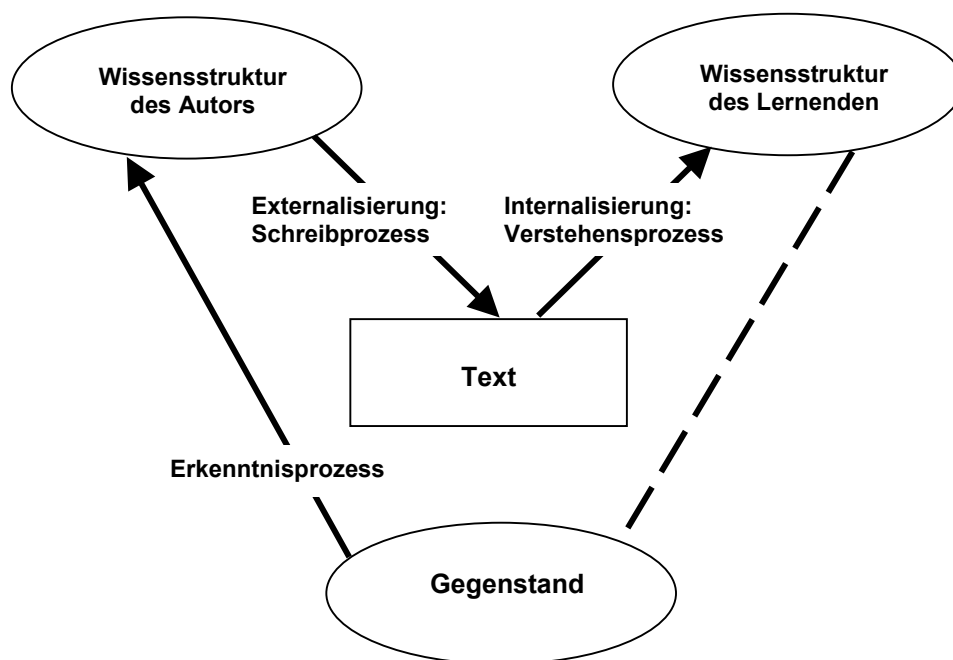 Wissensstruktur
des Autors
Wissensstruktur
des Lernenden
Externalisierung:
Schreibprozess
Internalisierung:
Verstehensprozess
Text
Erkenntnisprozess
Gegenstand